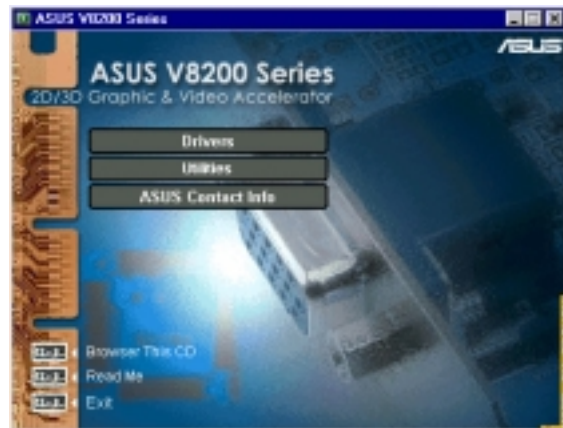 ASUS V8200 Series
ASUS
ASUS V8200 Series
2D/3D Graphic & Video Accelerator
Drivers
Utilities
ASUS Contact Info
Browser This CD
Read Me
Exit